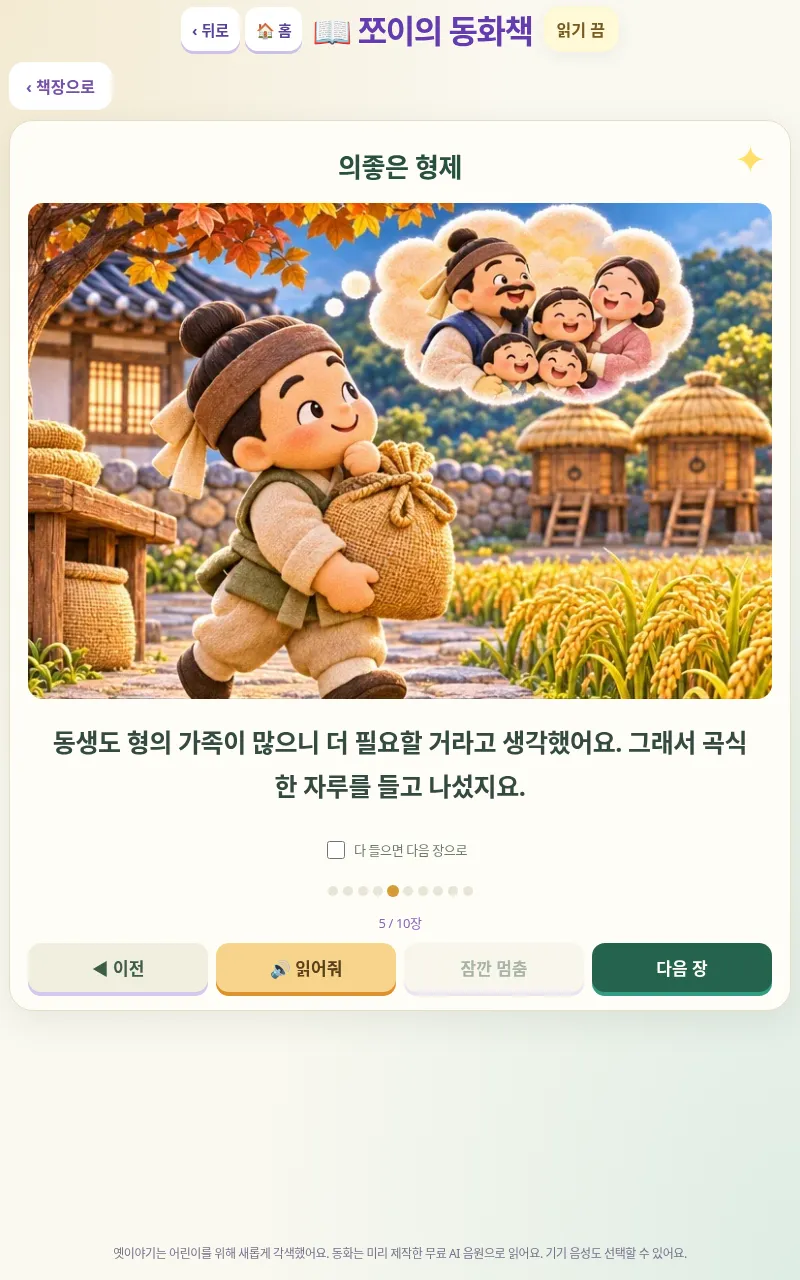 ‹ 뒤로
🏠 홈
📖 쪼이의 동화책
읽기 끝
‹ 책장으로
의좋은 형제
동생도 형의 가족이 많으니 더 필요할 거라고 생각했어요. 그래서 곡식
한 자루를 들고 나섰지요.
다 들으면 다음 장으로
5 / 10장
◀ 이전
🔊 읽어줘
잠깐 멈춤
다음 장
옛이야기는 어린이를 위해 새롭게 각색했어요. 동화는 미리 제작한 무료 AI 음원으로 읽어요. 기기 음성도 선택할 수 있어요.